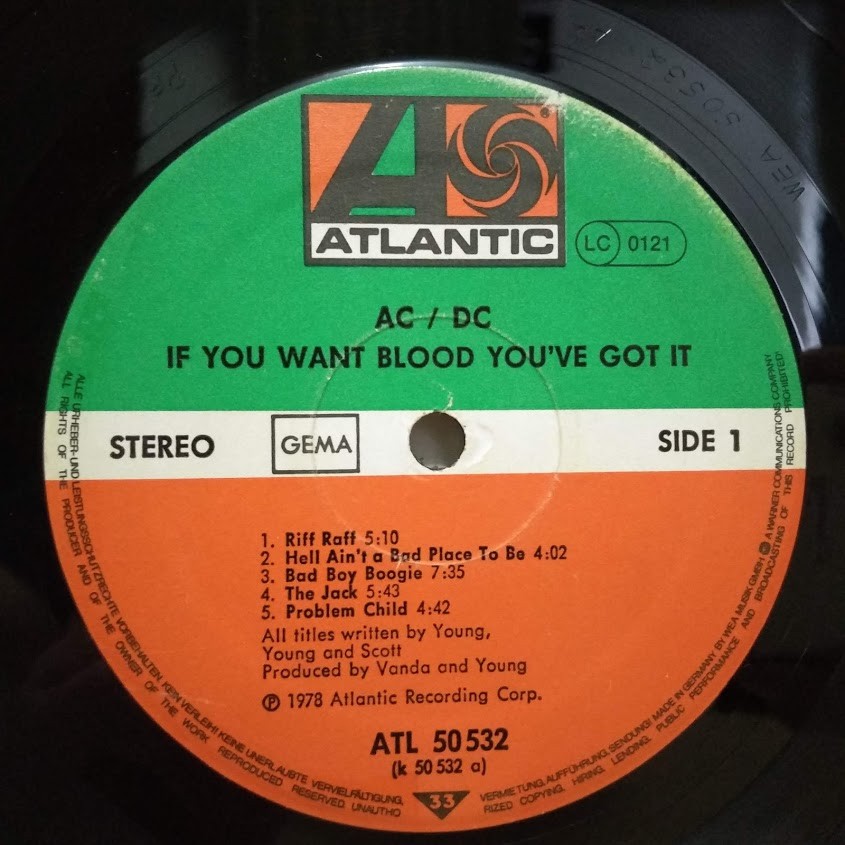 ATLANTIC
®
LC 0121
AC / DC
IF YOU WANT BLOOD YOU'VE GOT IT
STEREO GEMA SIDE 1
1. Riff Raff 5:10
2. Hell Ain't a Bad Place To Be 4:02
3. Bad Boy Boogie 7:35
4. The Jack 5:43
5. Problem Child 4:42
All titles written by Young,
Young and Scott
Produced by Vanda and Young
℗ 1978 Atlantic Recording Corp.
ATL 50 532
(k 50 532 a)
33
ALLE URHEBER- UND LEISTUNGSSCHUTZRECHTE VORBEHALTEN. KEIN VERLEIH! KEINE UNERLAUBTE VERVIELFÄLTIGUNG, VERMIETUNG, AUFFÜHRUNG, SENDUNG! MADE IN GERMANY BY WEA MUSIK GMBH A WARNER COMMUNICATIONS COMPANY
ALL RIGHTS OF THE PRODUCER AND OF THE OWNER OF THE WORK REPRODUCED RESERVED. UNAUTHORIZED COPYING, HIRING, LENDING, PUBLIC PERFORMANCE AND BROADCASTING OF THIS RECORD PROHIBITED!
WEA